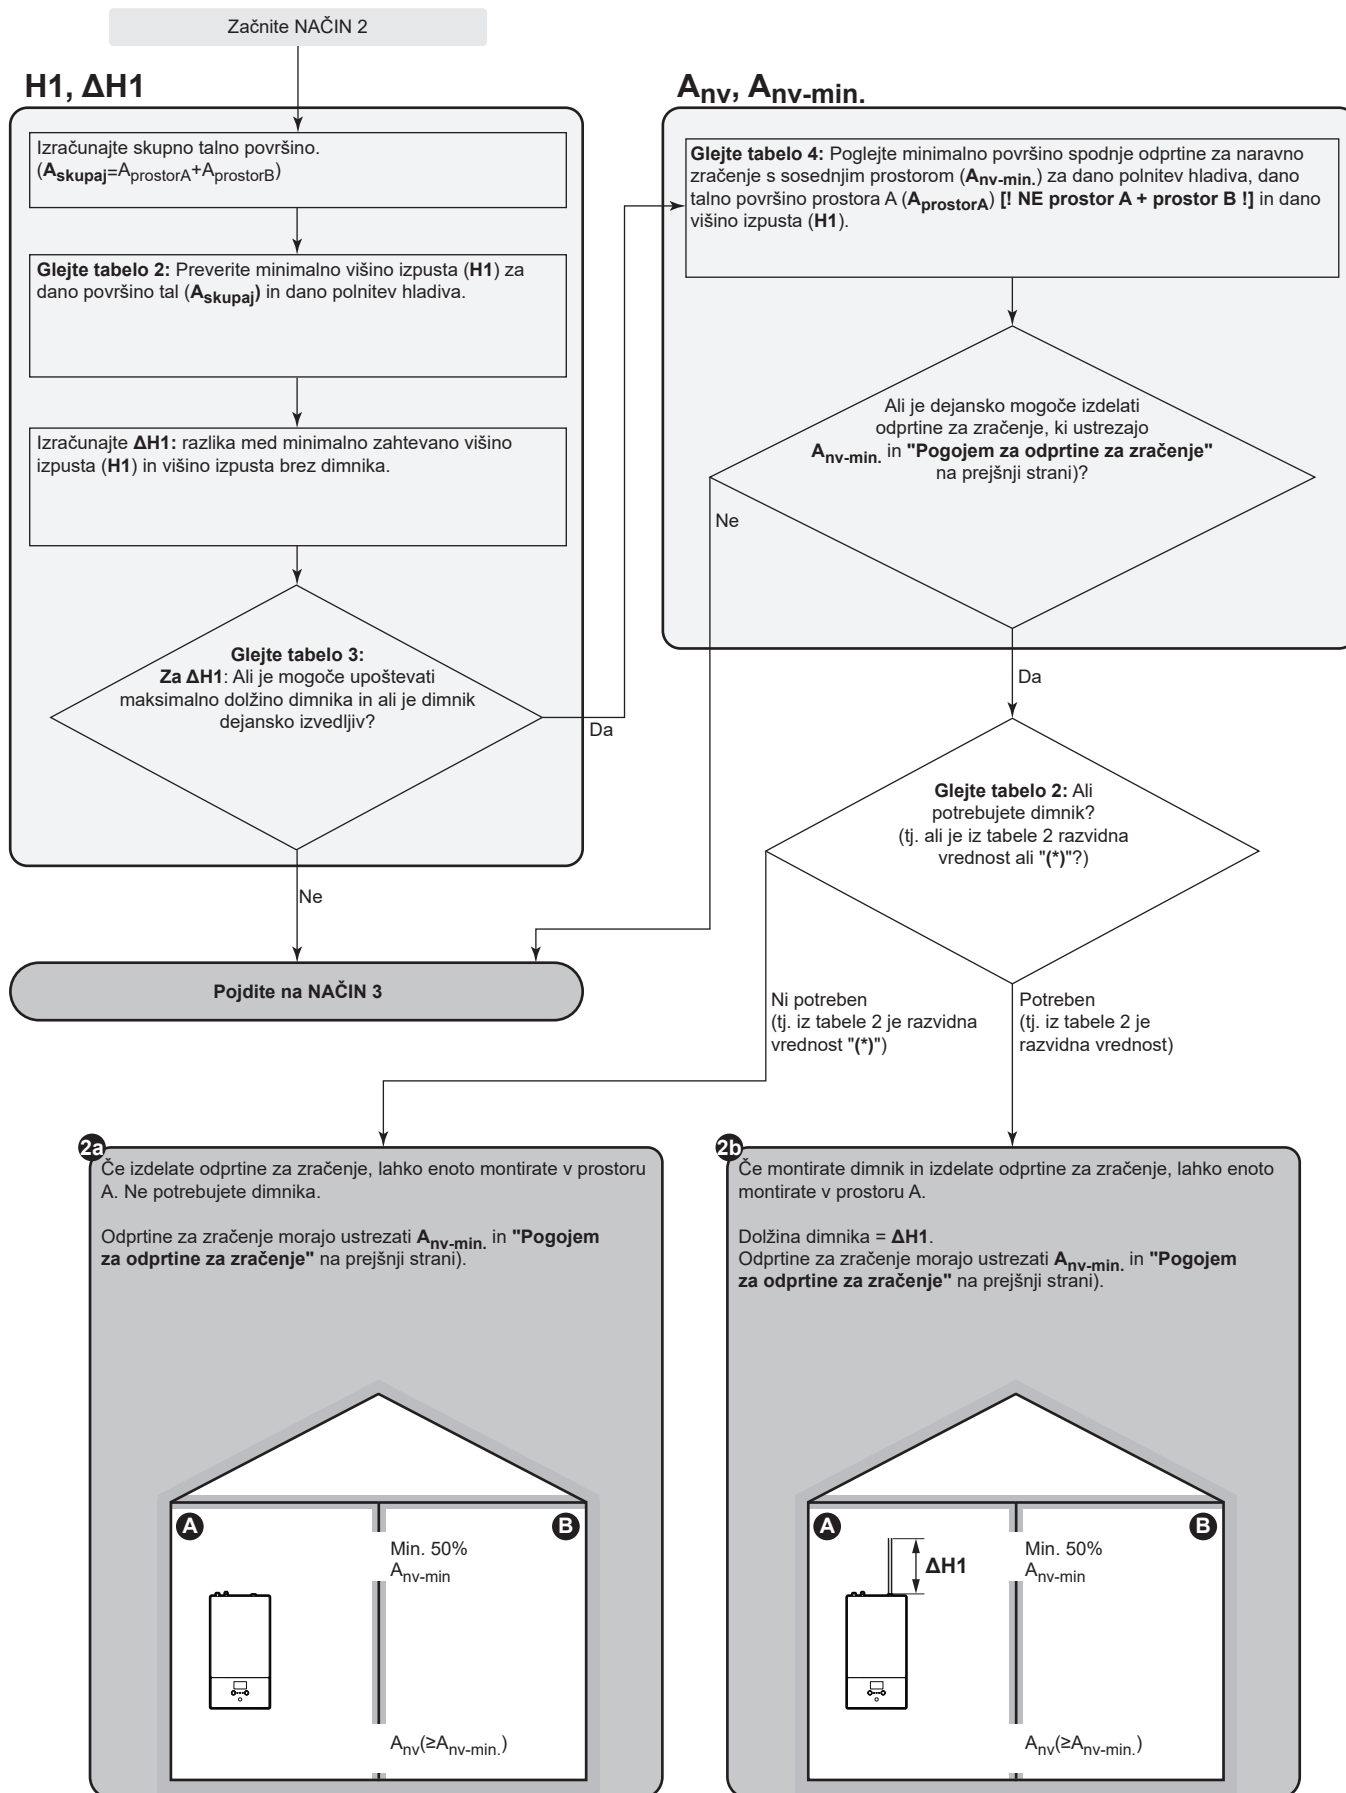 Začnite NAČIN 2
H1, ΔH1
Izračunajte skupno talno površino.
(Askupaj=AprostorA+AprostorB)
Glejte tabelo 2: Preverite minimalno višino izpusta (H1) za
dano površino tal (Askupaj) in dano polnitev hladiva.
Izračunajte ΔH1: razlika med minimalno zahtevano višino
izpusta (H1) in višino izpusta brez dimnika.
Glejte tabelo 3:
Za ΔH1: Ali je mogoče upoštevati
maksimalno dolžino dimnika in ali je dimnik
dejansko izvedljiv?
Da
Ne
Pojdite na NAČIN 3
Anv, Anv-min.
Glejte tabelo 4: Poglejte minimalno površino spodnje odprtine za naravno
zračenje s sosednjim prostorom (Anv-min.) za dano polnitev hladiva, dano
talno površino prostora A (AprostorA) [! NE prostor A + prostor B !] in dano
višino izpusta (H1).
Ali je dejansko mogoče izdelati
odprtine za zračenje, ki ustrezajo
Anv-min. in "Pogojem za odprtine za zračenje"
na prejšnji strani)?
Ne
Da
Glejte tabelo 2: Ali
potrebujete dimnik?
(tj. ali je iz tabele 2 razvidna
vrednost ali "(*)"?)
Ni potreben
(tj. iz tabele 2 je razvidna
vrednost "(*)")
Potreben
(tj. iz tabele 2 je
razvidna vrednost)
2a
Če izdelate odprtine za zračenje, lahko enoto montirate v prostoru
A. Ne potrebujete dimnika.
Odprtine za zračenje morajo ustrezati Anv-min. in "Pogojem
za odprtine za zračenje" na prejšnji strani).
A
B
Min. 50%
Anv-min
Anv(≥Anv-min.)
2b
Če montirate dimnik in izdelate odprtine za zračenje, lahko enoto
montirate v prostoru A.
Dolžina dimnika = ΔH1.
Odprtine za zračenje morajo ustrezati Anv-min. in "Pogojem
za odprtine za zračenje" na prejšnji strani).
A
B
ΔH1
Min. 50%
Anv-min
Anv(≥Anv-min.)